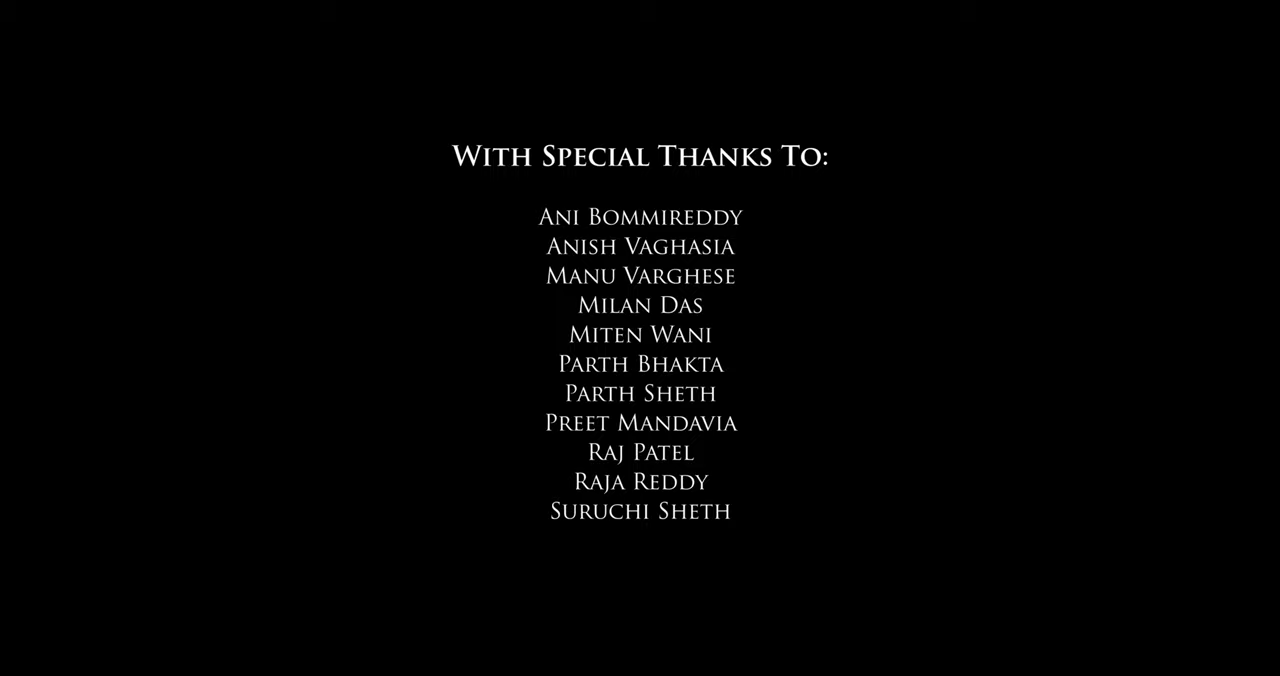 With Special Thanks To:
Ani Bommireddy
Anish Vaghasia
Manu Varghese
Milan Das
Miten Wani
Parth Bhakta
Parth Sheth
Preet Mandavia
Raj Patel
Raja Reddy
Suruchi Sheth